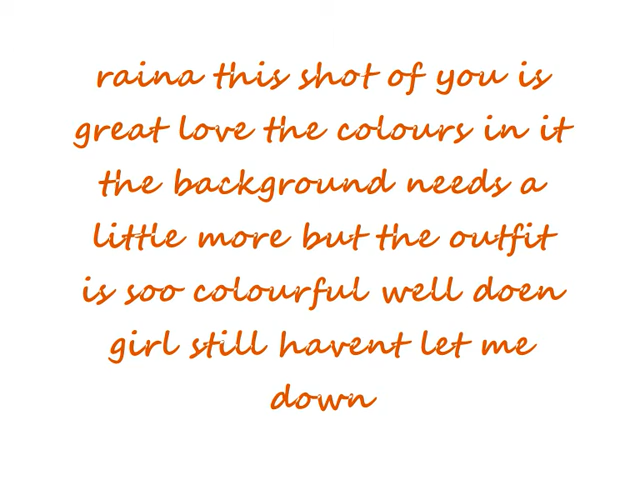 raina this shot of you is
great love the colours in it
the background needs a
little more but the outfit
is soo colourful well doen
girl still havent let me
down